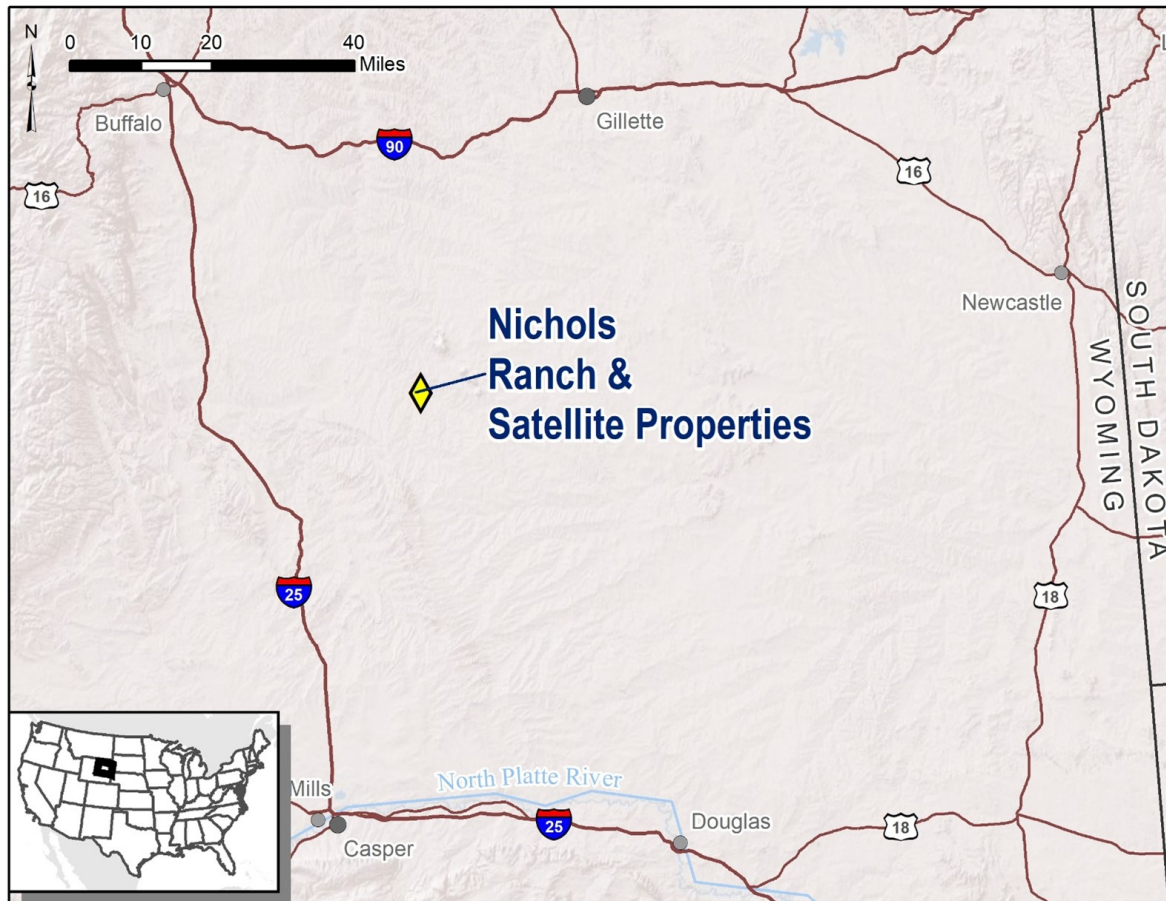 N
0 10 20 40
Miles
Buffalo
Gillette
90
16
16
Newcastle
Nichols
Ranch &
Satellite Properties
SOUTH DAKOTA
WYOMING
25
18
North Platte River
Mills
Casper
25
Douglas
18
L